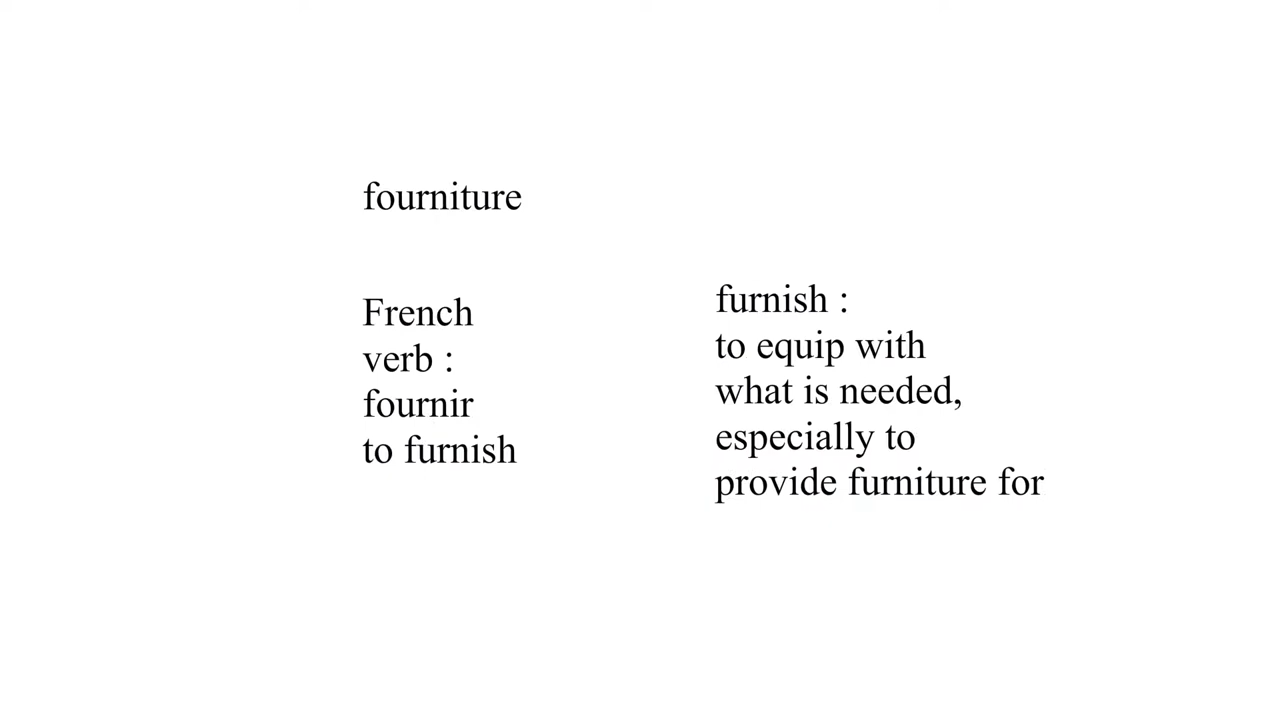 fourniture
French
verb :
fournir
to furnish
furnish :
to equip with
what is needed,
especially to
provide furniture for